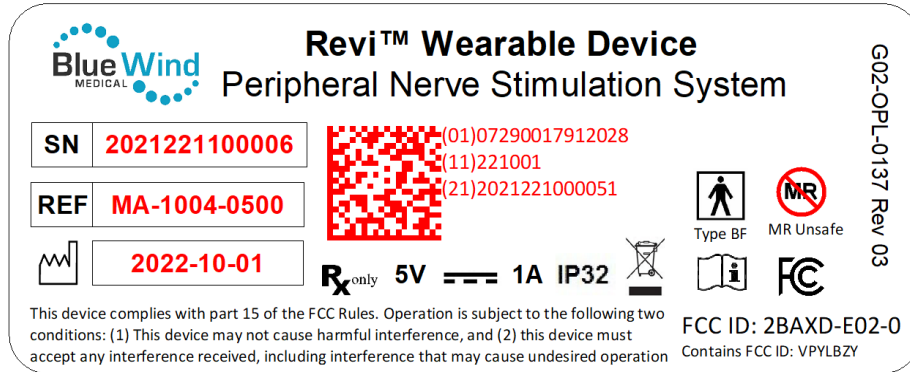 Blue Wind
MEDICAL
Revi™ Wearable Device
Peripheral Nerve Stimulation System
SN 2021221100006
REF MA-1004-0500
2022-10-01
(01)07290017912028
(11)221001
(21)2021221000051
Rx only 5V 1A IP32
Type BF
MR
MR Unsafe
i
FC
This device complies with part 15 of the FCC Rules. Operation is subject to the following two
conditions: (1) This device may not cause harmful interference, and (2) this device must
accept any interference received, including interference that may cause undesired operation
FCC ID: 2BAXD-E02-0
Contains FCC ID: VPYLBZY
G02-OPL-0137 Rev 03